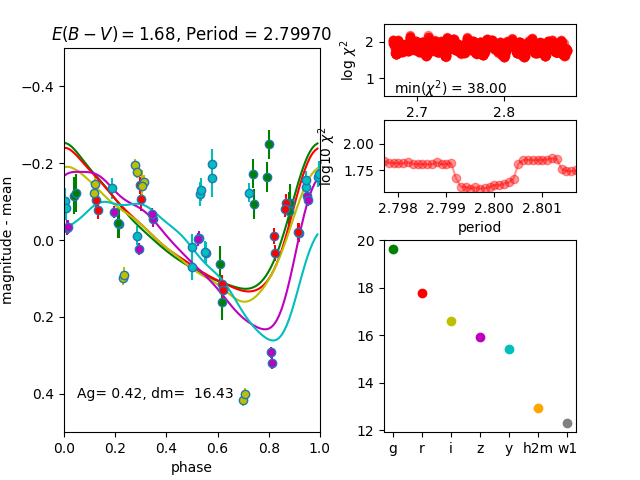 E(B − V) = 1.68, Period = 2.79970
magnitude - mean
−0.4
−0.2
0.0
0.2
0.4
Ag= 0.42, dm=  16.43
0.0 0.2 0.4 0.6 0.8 1.0
phase
log χ²
2
1
min(χ²) = 38.00
2.7 2.8
log10 χ²
2.00
1.75
2.798 2.799 2.800 2.801
period
20
18
16
14
12
g r i z y h2m w1